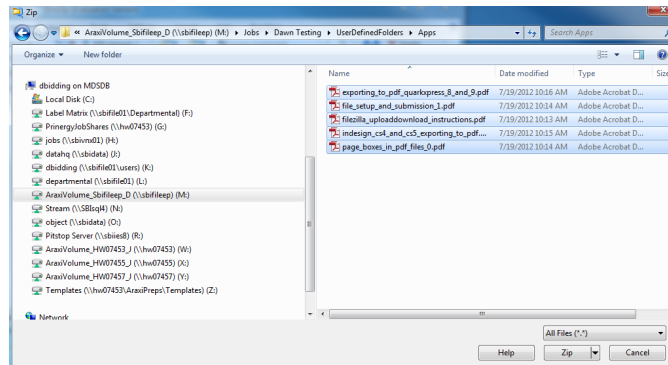 Zip
« AraxiVolume_Sbifileep_D (\\sbifileep) (M:) ▸ Jobs ▸ Dawn Testing ▸ UserDefinedFolders ▸ Apps
Search Apps
Organize
New folder
Name
Date modified
Type
Size
dbidding on MDSDB
Local Disk (C:)
Label Matrix (\\sbifile01\Departmental) (F:)
PrinergyJobShares (\\hw07453) (G:)
jobs (\\sbivnx01) (H:)
datahq (\\sbidata) (J:)
dbidding (\\sbifile01\users) (K:)
departmental (\\sbifile01) (L:)
AraxiVolume_Sbifileep_D (\\sbifileep) (M:)
Stream (\\SBIsql4) (N:)
object (\\sbidata) (O:)
Pitstop Server (\\sbiies8) (R:)
AraxiVolume_HW07453_J (\\hw07453) (W:)
AraxiVolume_HW07455_J (\\hw07455) (X:)
AraxiVolume_HW07457_J (\\hw07457) (Y:)
Templates (\\hw07453\AraxiPreps\Templates) (Z:)
Network
exporting_to_pdf_quarkxpress_8_and_9.pdf 7/19/2012 10:16 AM Adobe Acrobat D...
file_setup_and_submission_1.pdf 7/19/2012 10:14 AM Adobe Acrobat D...
filezilla_uploaddownload_instructions.pdf 7/19/2012 10:13 AM Adobe Acrobat D...
indesign_cs4_and_cs5_exporting_to_pdf.... 7/19/2012 10:15 AM Adobe Acrobat D...
page_boxes_in_pdf_files_0.pdf 7/19/2012 10:14 AM Adobe Acrobat D...
All Files (*.*)
Help
Zip
Cancel